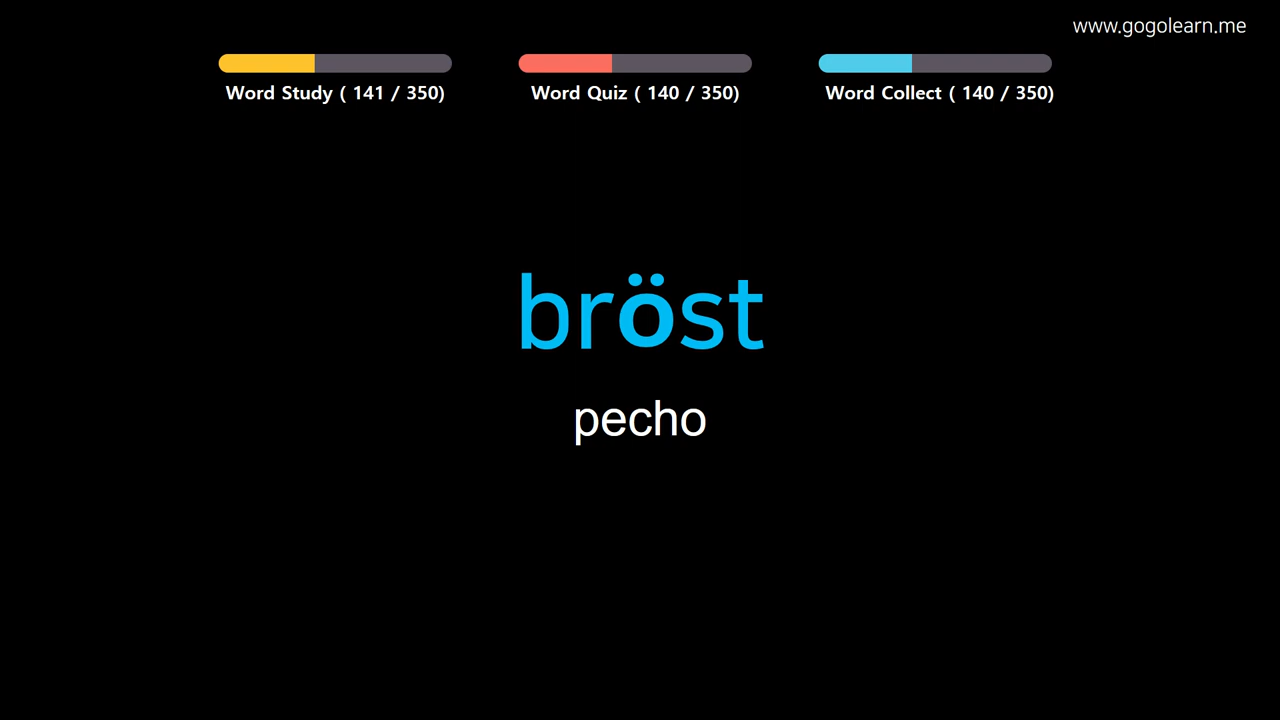 www.gogolearn.me
Word Study ( 141 / 350)
Word Quiz ( 140 / 350)
Word Collect ( 140 / 350)
bröst
pecho